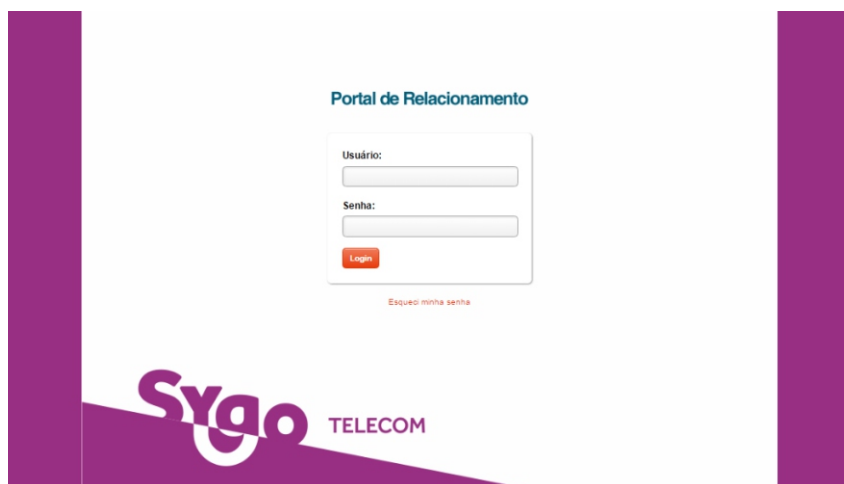 Portal de Relacionamento
Usuário:
Senha:
Login
Esqueci minha senha
Sygo TELECOM